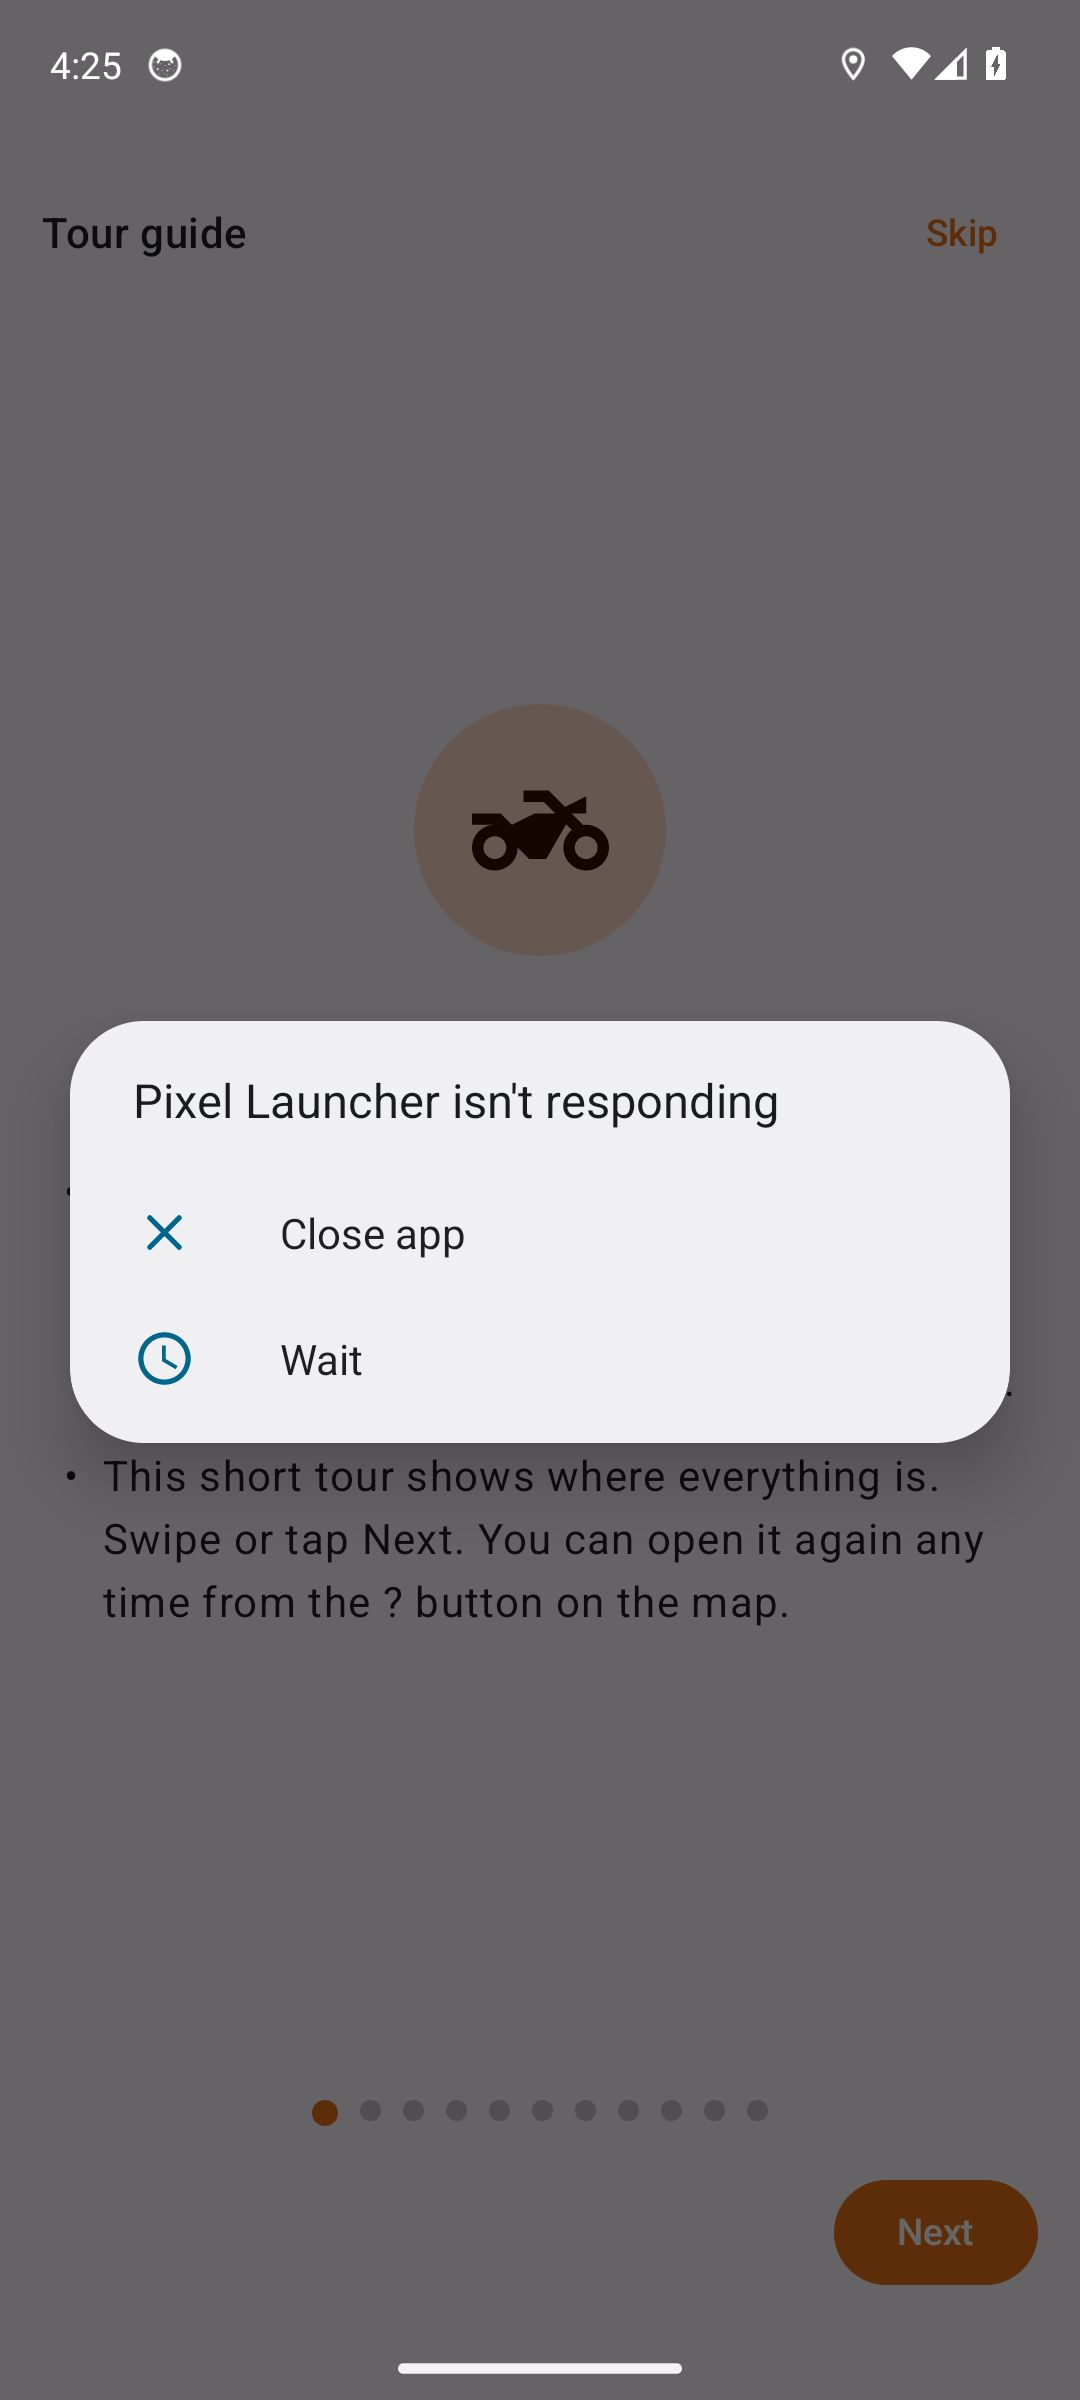 4:25
Tour guide
Skip
Pixel Launcher isn't responding
Close app
Wait
• This short tour shows where everything is.
Swipe or tap Next. You can open it again any
time from the ? button on the map.
Next